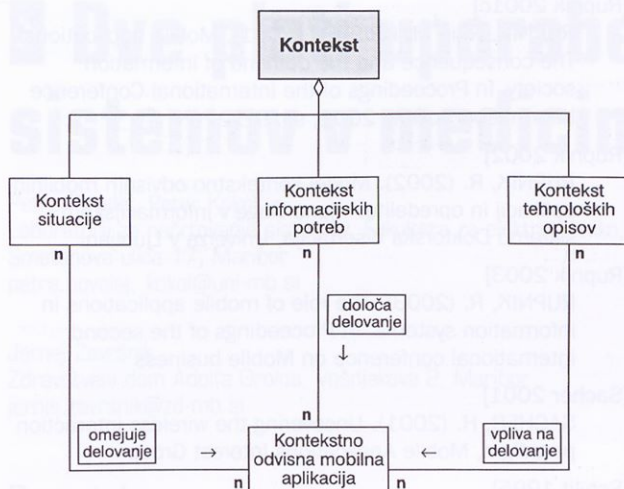 Kontekst
Kontekst
situacije
Kontekst
informacijskih
potreb
Kontekst
tehnoloških
opisov
n
n
n
določa
delovanje
n
omejuje
delovanje
Kontekstno
odvisna mobilna
aplikacija
vpliva na
delovanje
n
n